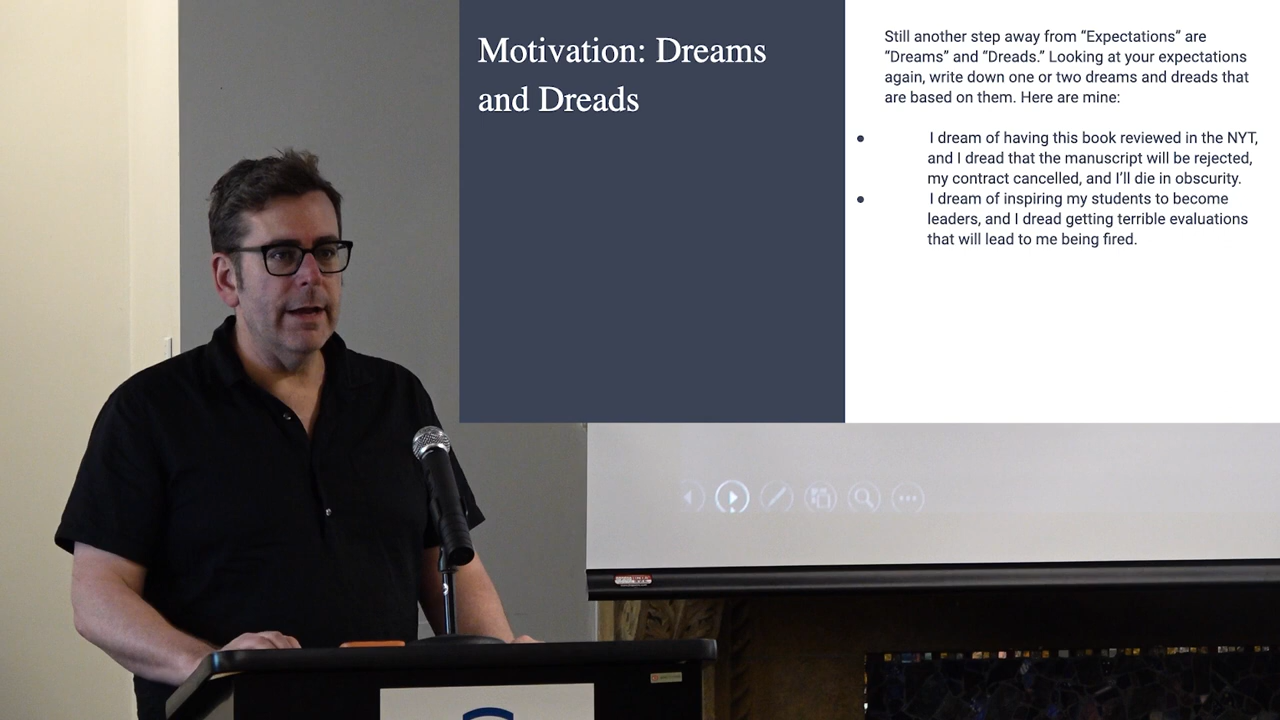 Motivation: Dreams
and Dreads
Still another step away from “Expectations” are
“Dreams” and “Dreads.” Looking at your expectations
again, write down one or two dreams and dreads that
are based on them. Here are mine:
● I dream of having this book reviewed in the NYT,
and I dread that the manuscript will be rejected,
my contract cancelled, and I’ll die in obscurity.
● I dream of inspiring my students to become
leaders, and I dread getting terrible evaluations
that will lead to me being fired.